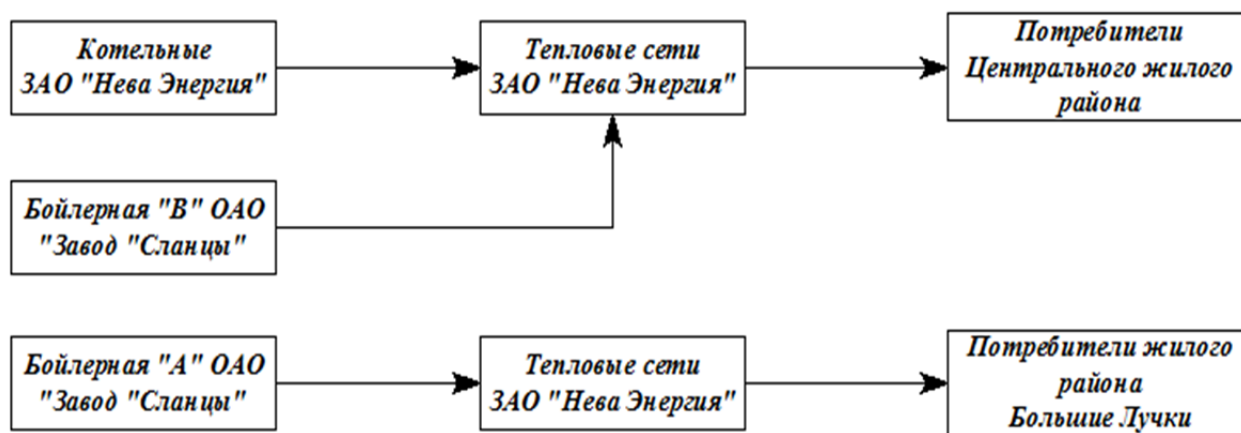 Котельные
ЗАО "Нева Энергия"
Тепловые сети
ЗАО "Нева Энергия"
Потребители
Центрального жилого
района
Бойлерная "В" ОАО
"Завод "Сланцы"
Бойлерная "А" ОАО
"Завод "Сланцы"
Тепловые сети
ЗАО "Нева Энергия"
Потребители жилого
района
Большие Лучки